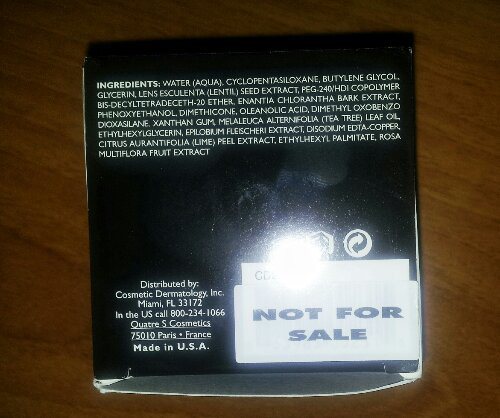 INGREDIENTS: WATER (AQUA), CYCLOPENTASILOXANE, BUTYLENE GLYCOL,
GLYCERIN, LENS ESCULENTA (LENTIL) SEED EXTRACT, PEG-240/HDI COPOLYMER
BIS-DECYLTETRADECETH-20 ETHER, ENANTIA CHLORANTHA BARK EXTRACT,
PHENOXYETHANOL, DIMETHICONE, OLEANOLIC ACID, DIMETHYL OXOBENZO
DIOXASILANE, XANTHAN GUM, MELALEUCA ALTERNIFOLIA (TEA TREE) LEAF OIL,
ETHYLHEXYLGLYCERIN, EPILOBIUM FLEISCHERI EXTRACT, DISODIUM EDTA-COPPER,
CITRUS AURANTIFOLIA (LIME) PEEL EXTRACT, ETHYLHEXYL PALMITATE, ROSA
MULTIFLORA FRUIT EXTRACT
Distributed by:
Cosmetic Dermatology, Inc.
Miami, FL 33172
In the US call 800-234-1066
Quatre S Cosmetics
75010 Paris • France
Made in U.S.A.
NOT FOR
SALE